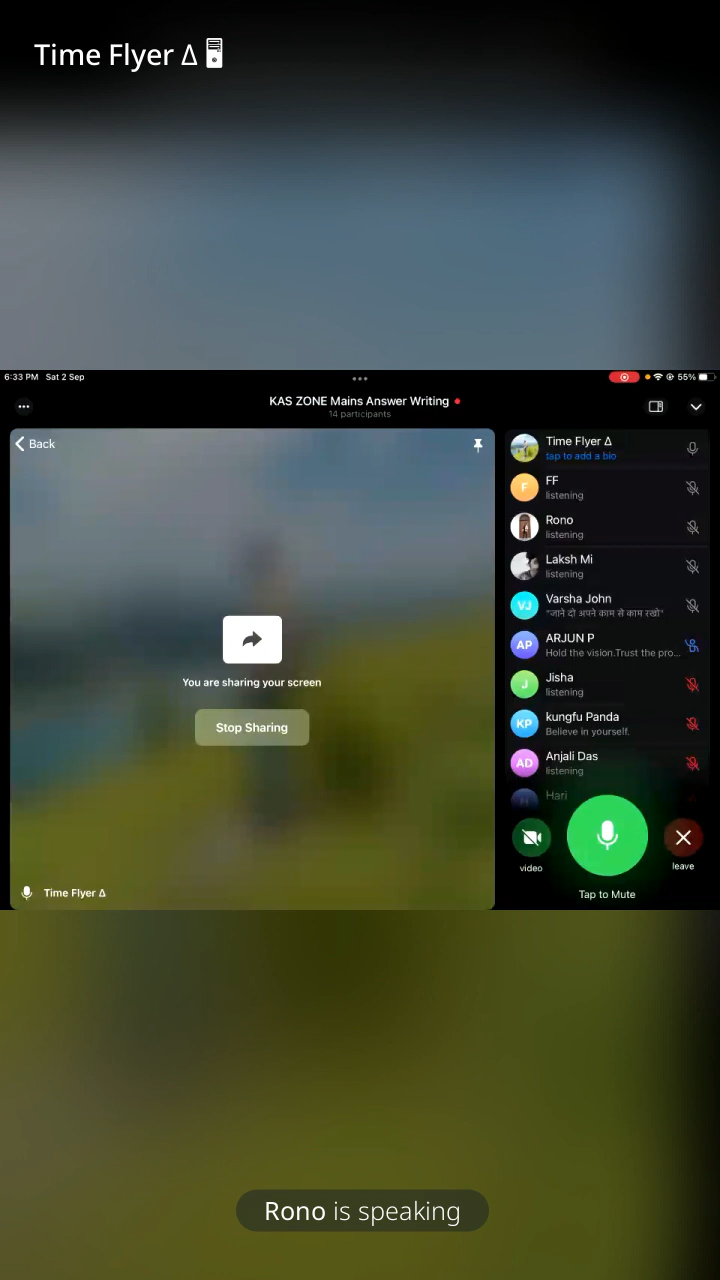 Time Flyer Δ
6:33 PM Sat 2 Sep
55%
KAS ZONE Mains Answer Writing
14 participants
Back
You are sharing your screen
Stop Sharing
Time Flyer Δ
Time Flyer Δ
tap to add a bio
F
FF
listening
Rono
listening
Laksh Mi
listening
VJ
Varsha John
"जाने दो अपने काम से काम रखो"
AP
ARJUN P
Hold the vision.Trust the pro...
J
Jisha
listening
KP
kungfu Panda
Believe in yourself.
AD
Anjali Das
listening
H
Hari
video
leave
Tap to Mute
Rono is speaking